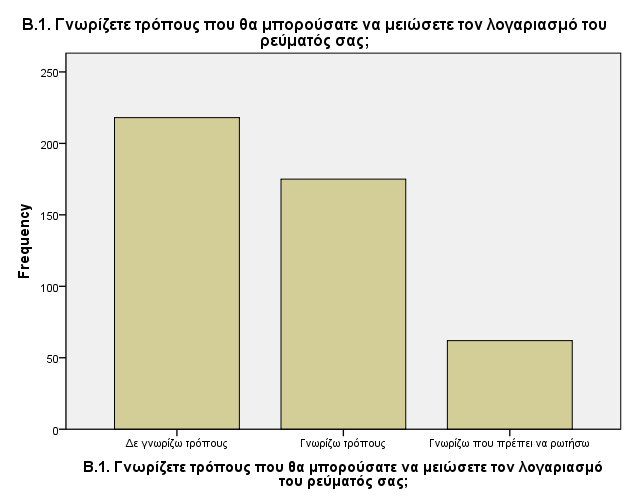 Β.1. Γνωρίζετε τρόπους που θα μπορούσατε να μειώσετε τον λογαριασμό του
ρεύματός σας;
250
200
150
100
50
0
Frequency
Δε γνωρίζω τρόπους
Γνωρίζω τρόπους
Γνωρίζω που πρέπει να ρωτήσω
Β.1. Γνωρίζετε τρόπους που θα μπορούσατε να μειώσετε τον λογαριασμό
του ρεύματός σας;